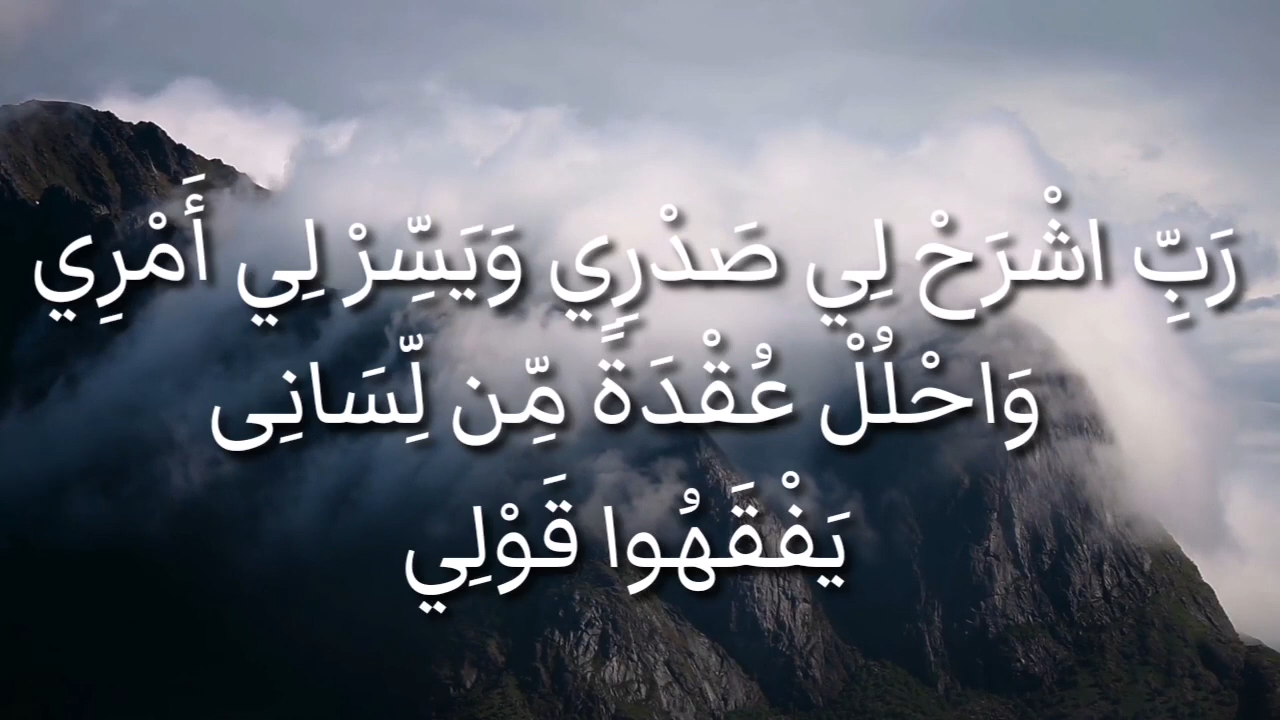 رَبِّ اشْرَحْ لِي صَدْرِي وَيَسِّرْ لِي أَمْرِي
وَاحْلُلْ عُقْدَةً مِّن لِّسَانِى
يَفْقَهُوا قَوْلِي